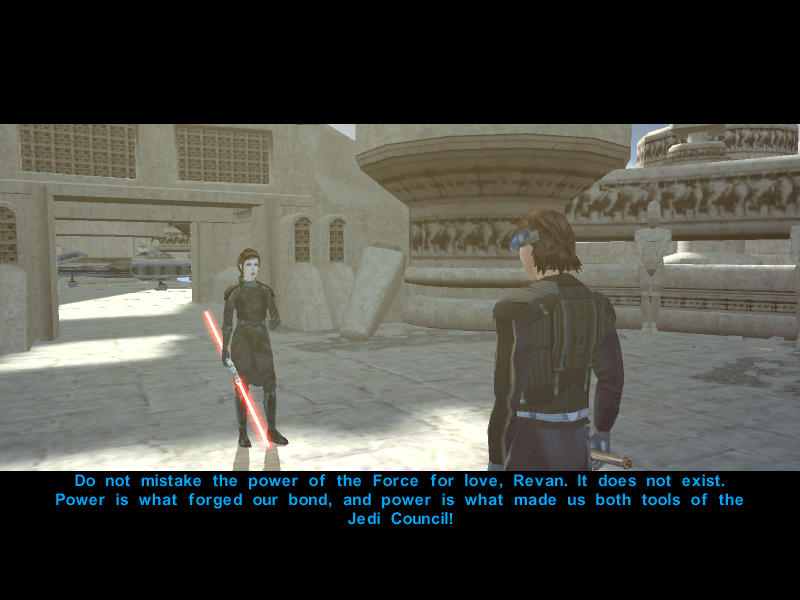 Do not mistake the power of the Force for love, Revan. It does not exist.
Power is what forged our bond, and power is what made us both tools of the
Jedi Council!